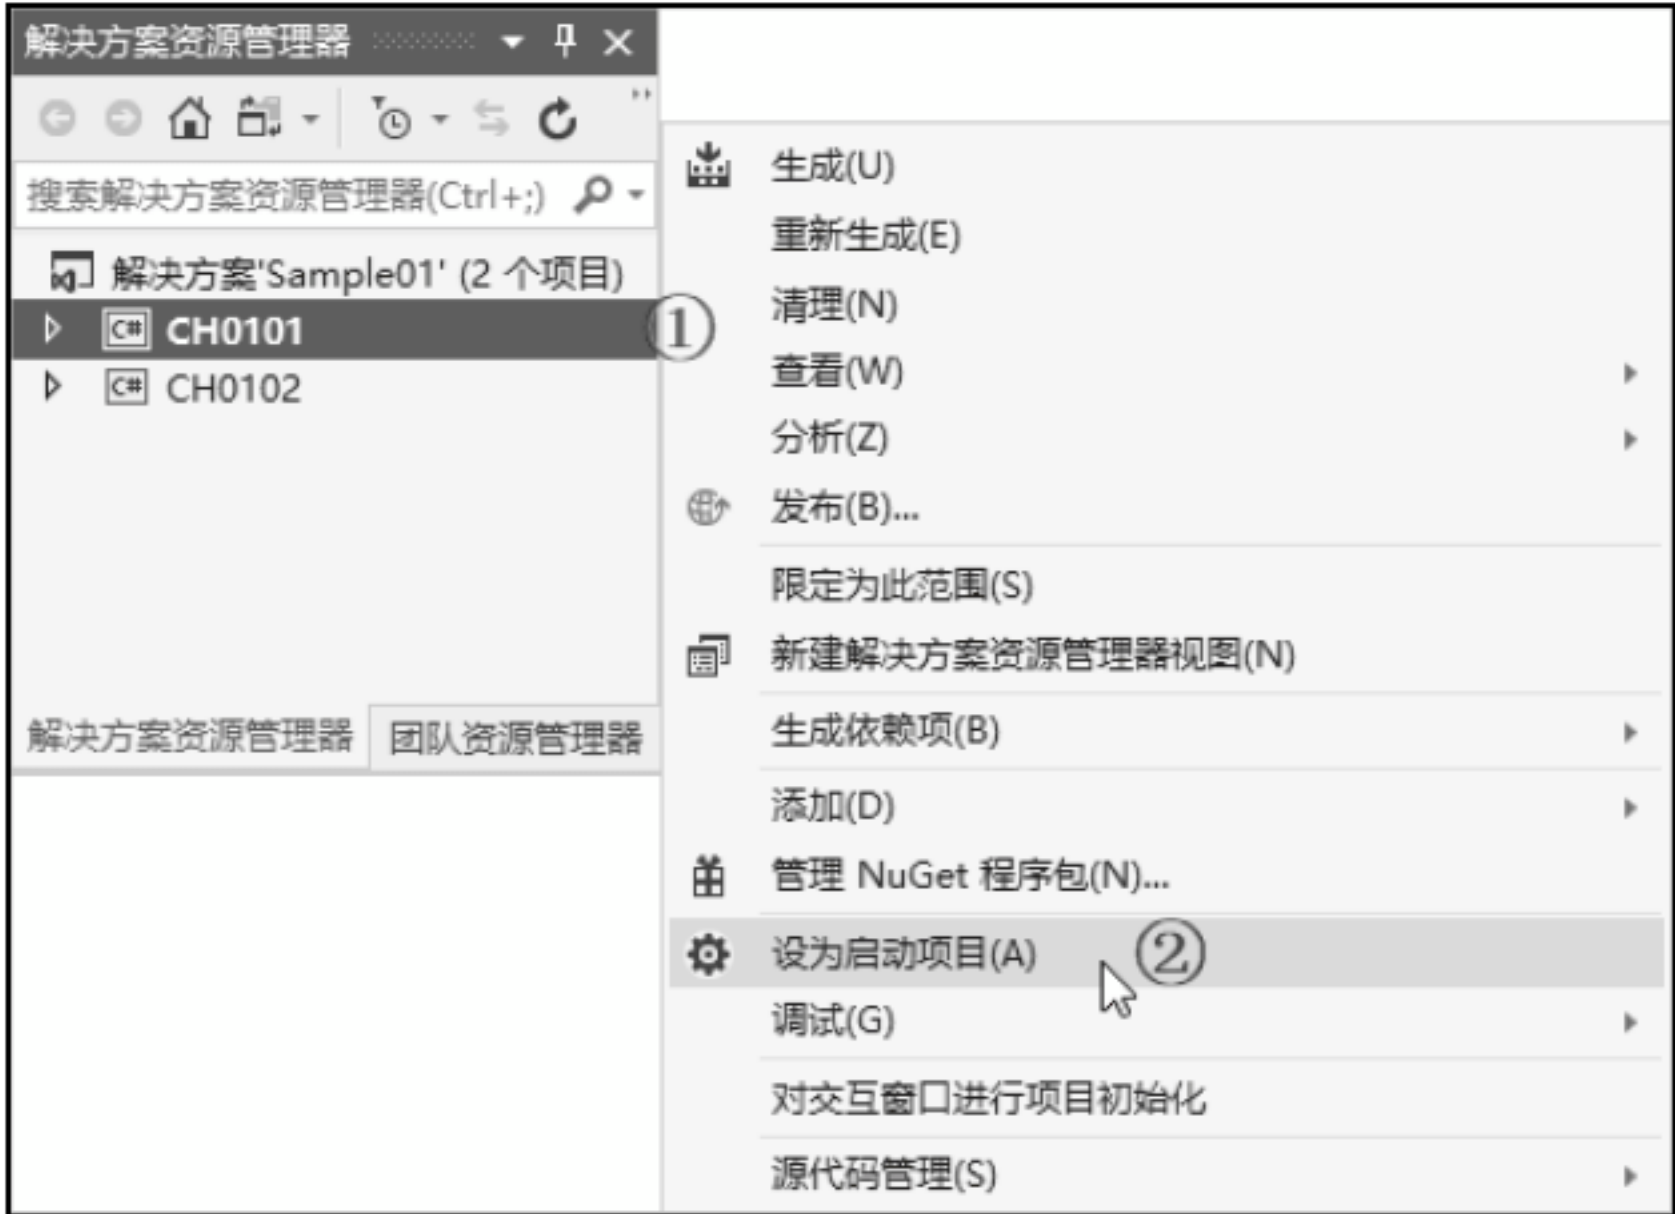 解决方案资源管理器
搜索解决方案资源管理器(Ctrl+;)
解决方案'Sample01' (2 个项目)
C# CH0101 ①
C# CH0102
解决方案资源管理器 团队资源管理器
生成(U)
重新生成(E)
清理(N)
查看(W)
分析(Z)
发布(B)...
限定为此范围(S)
新建解决方案资源管理器视图(N)
生成依赖项(B)
添加(D)
管理 NuGet 程序包(N)...
设为启动项目(A) ②
调试(G)
对交互窗口进行项目初始化
源代码管理(S)